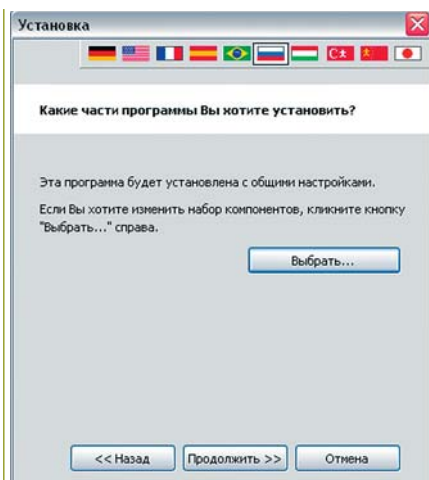 Установка
Какие части программы Вы хотите установить?
Эта программа будет установлена с общими настройками.
Если Вы хотите изменить набор компонентов, кликните кнопку
"Выбрать..." справа.
Выбрать...
<< Назад
Продолжить >>
Отмена